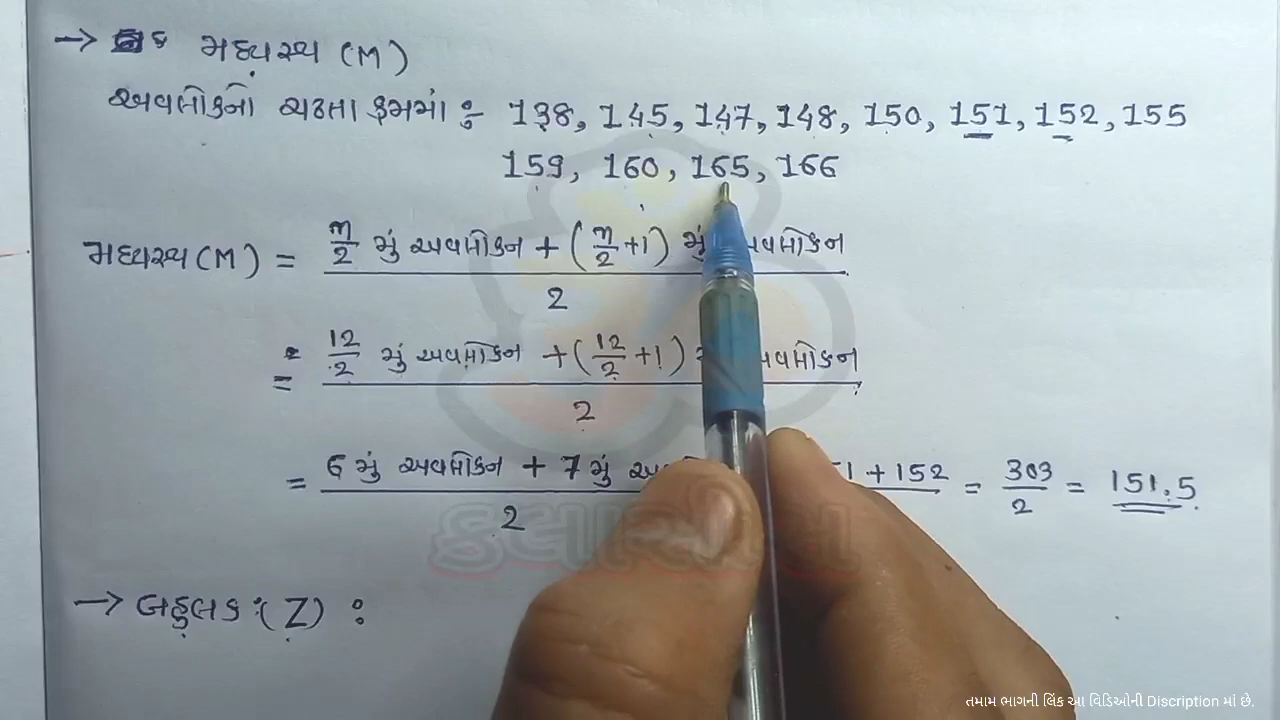 → મધ્યસ્થ (M)
અવલોકનો ચઢતા ક્રમમાં : 138, 145, 147, 148, 150, 151, 152, 155
159, 160, 165, 166
મધ્યસ્થ (M) = n/2 મું અવલોકન + (n/2 +1) મું અવલોકન
2
= 12/2 મું અવલોકન + (12/2 +1) અવલોકન
2
= 6 મું અવલોકન + 7 મું + 152 = 303/2 = 151.5
2
ક્લાસીલ
→ બહુલક : (Z) :
તમામ ભાગની લિંક આ વિડિઓની Discription માં છે.